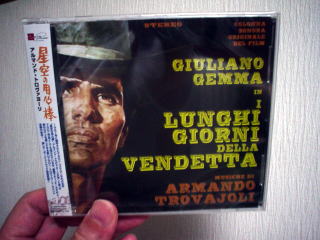 STEREO
COLONNA
SONORA
ORIGINALE
DEL FILM
GIULIANO
GEMMA
IN
I
LUNGHI
GIORNI
DELLA
VENDETTA
MUSICHE DI
ARMANDO
TROVAJOLI
星空の用心棒
アルマンド・トロヴァヨーリ